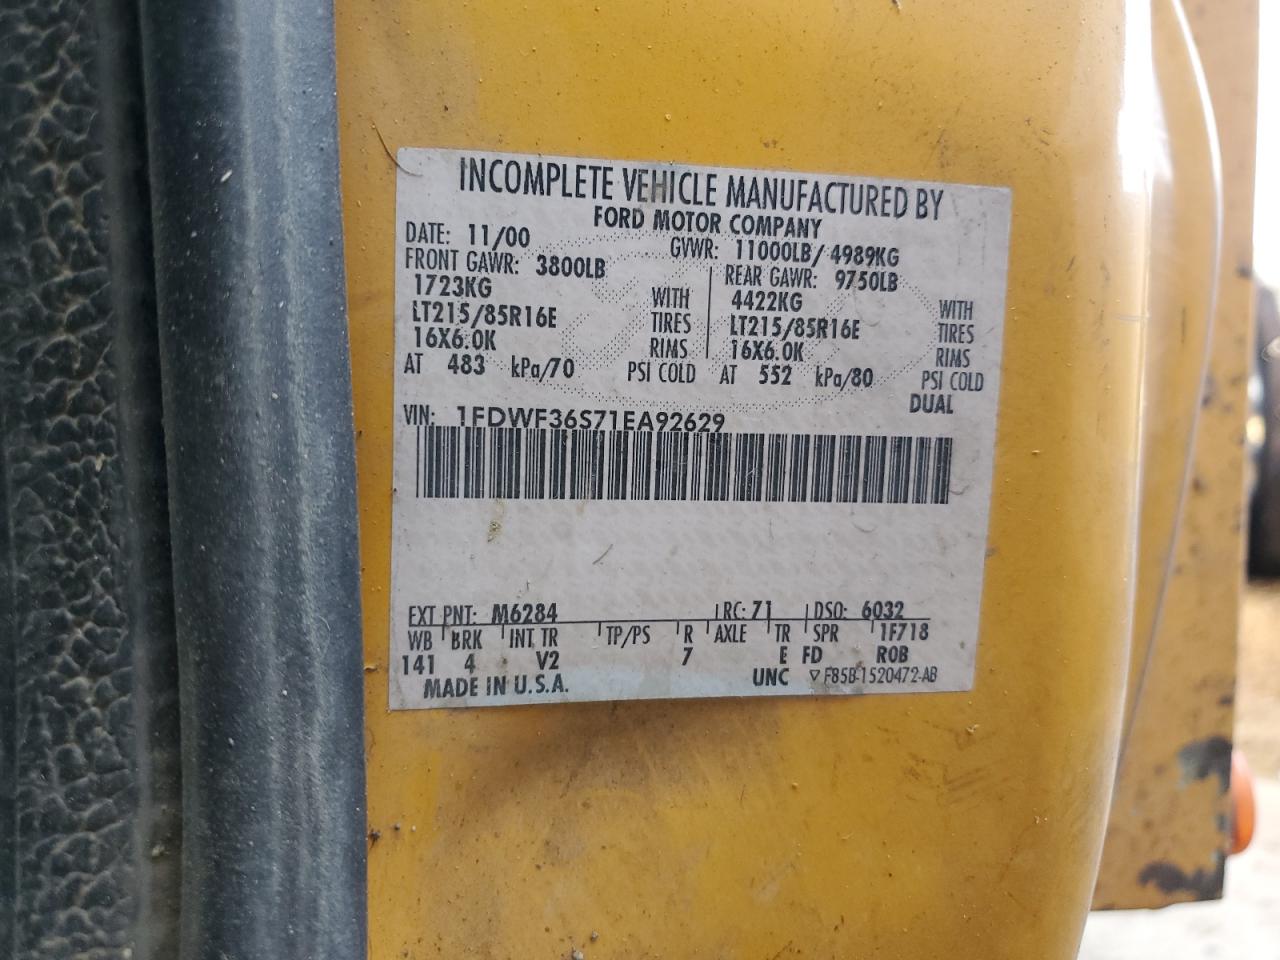 INCOMPLETE VEHICLE MANUFACTURED BY
FORD MOTOR COMPANY
DATE: 11/00 GVWR: 11000LB/ 4989KG
FRONT GAWR: 3800LB REAR GAWR: 9750LB
1723KG WITH 4422KG WITH
LT215/85R16E TIRES LT215/85R16E TIRES
16X6.0K RIMS 16X6.0K RIMS
AT 483 kPa/70 PSI COLD AT 552 kPa/80 PSI COLD
DUAL
VIN: 1FDWF36S71EA92629
EXT PNT: M6284 RC: 71 DSO: 6032
WB BRK INT TR TP/PS R AXLE TR SPR 1F718
141 4 V2 7 E FD R0B
MADE IN U.S.A. UNC ▽ F85B-1520472-AB